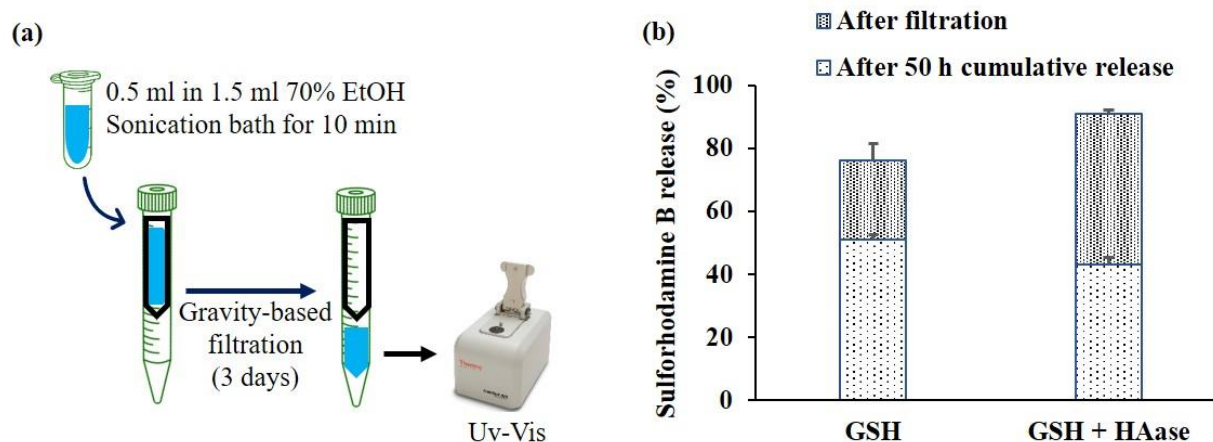 (a)
0.5 ml in 1.5 ml 70% EtOH
Sonication bath for 10 min
Gravity-based
filtration
(3 days)
Uv-Vis
(b)
After filtration
After 50 h cumulative release
Sulforhodamine B release (%)
100
80
60
40
20
0
GSH
GSH + HAase